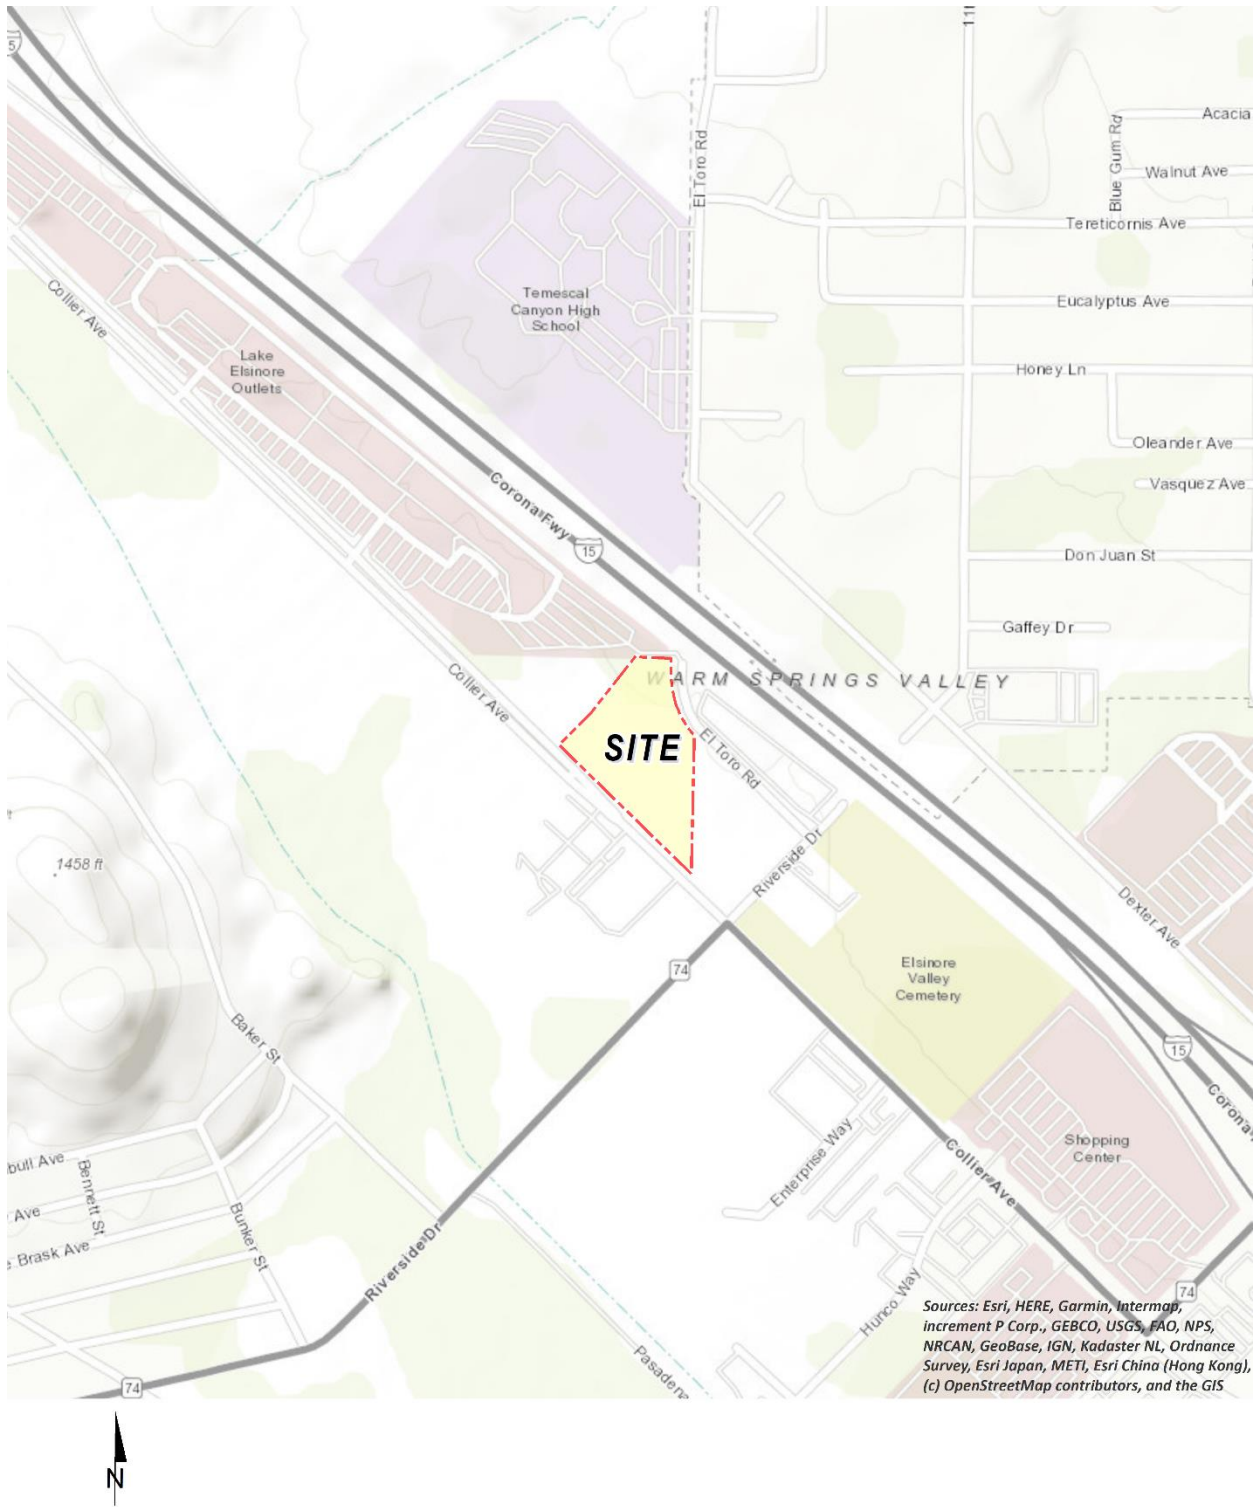 5
11
Acacia
Blue Gum Rd
Walnut Ave
El Toro Rd
Tereticornis Ave
Eucalyptus Ave
Collier Ave
Temescal
Canyon High
School
Lake
Elsinore
Outlets
Honey Ln
Oleander Ave
Vasquez Ave
Corona Fwy
15
Don Juan St
Gaffey Dr
WARM SPRINGS VALLEY
Collier Ave
SITE
El Toro Rd
Riverside Dr
1458 ft
Dexter Ave
Elsinore
Valley
Cemetery
74
Baker St
15
Corona
Enterprise Way
Collier Ave
Shopping
Center
bull Ave
Bennett St
Ave
Brask Ave
Bunker St
Riverside Dr
Hunco Way
74
Pasadena
74
Sources: Esri, HERE, Garmin, Intermap,
increment P Corp., GEBCO, USGS, FAO, NPS,
NRCAN, GeoBase, IGN, Kadaster NL, Ordnance
Survey, Esri Japan, METI, Esri China (Hong Kong),
(c) OpenStreetMap contributors, and the GIS
N